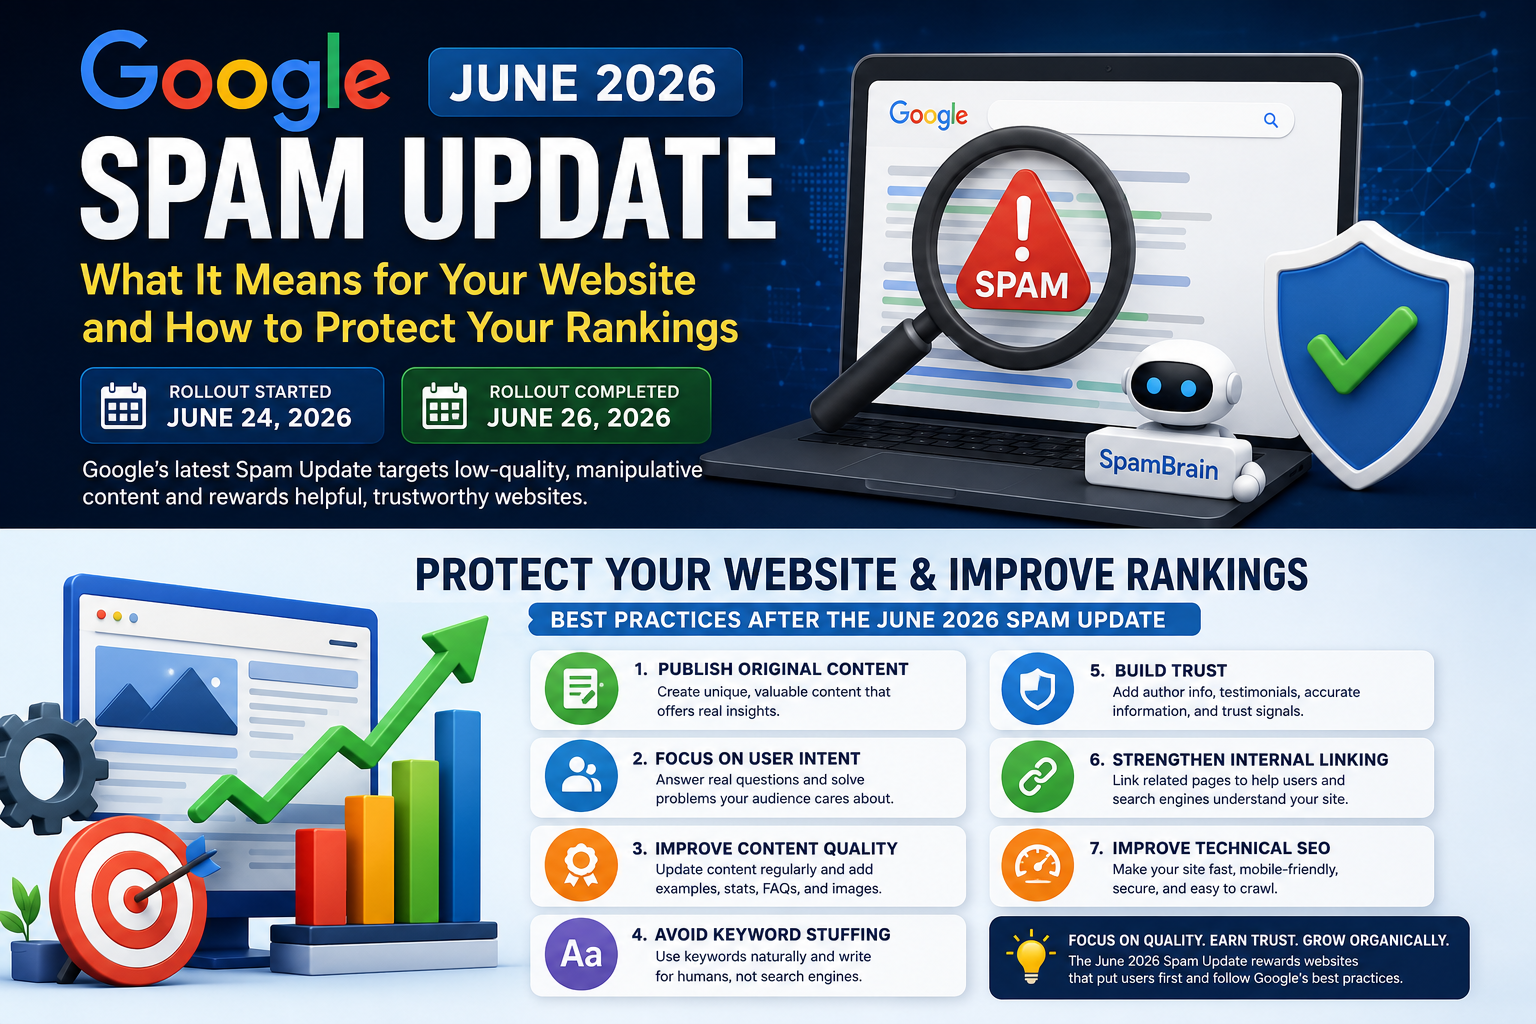 Google
JUNE 2026
SPAM UPDATE
What It Means for Your Website
and How to Protect Your Rankings
ROLLOUT STARTED
JUNE 24, 2026
ROLLOUT COMPLETED
JUNE 26, 2026
Google's latest Spam Update targets low-quality, manipulative
content and rewards helpful, trustworthy websites.
Google
SPAM
SpamBrain
PROTECT YOUR WEBSITE & IMPROVE RANKINGS
BEST PRACTICES AFTER THE JUNE 2026 SPAM UPDATE
1. PUBLISH ORIGINAL CONTENT
Create unique, valuable content that
offers real insights.
2. FOCUS ON USER INTENT
Answer real questions and solve
problems your audience cares about.
3. IMPROVE CONTENT QUALITY
Update content regularly and add
examples, stats, FAQs, and images.
Aa
4. AVOID KEYWORD STUFFING
Use keywords naturally and write
for humans, not search engines.
5. BUILD TRUST
Add author info, testimonials, accurate
information, and trust signals.
6. STRENGTHEN INTERNAL LINKING
Link related pages to help users and
search engines understand your site.
7. IMPROVE TECHNICAL SEO
Make your site fast, mobile-friendly,
secure, and easy to crawl.
FOCUS ON QUALITY. EARN TRUST. GROW ORGANICALLY.
The June 2026 Spam Update rewards websites
that put users first and follow Google's best practices.